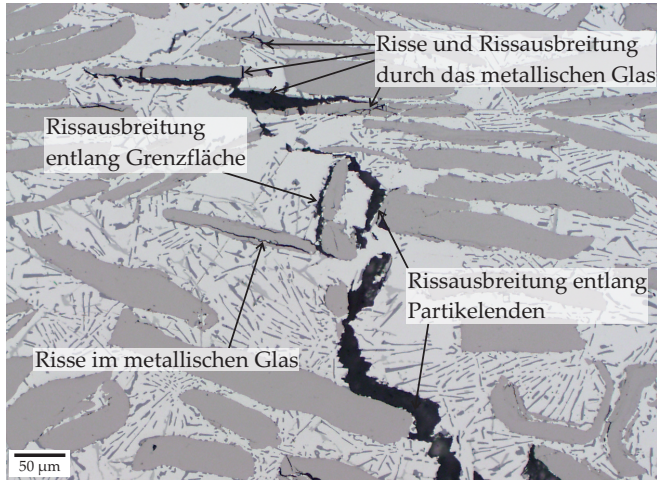 Risse und Rissausbreitung
durch das metallischen Glas
Rissausbreitung
entlang Grenzfläche
Rissausbreitung entlang
Partikelenden
Risse im metallischen Glas
50 µm